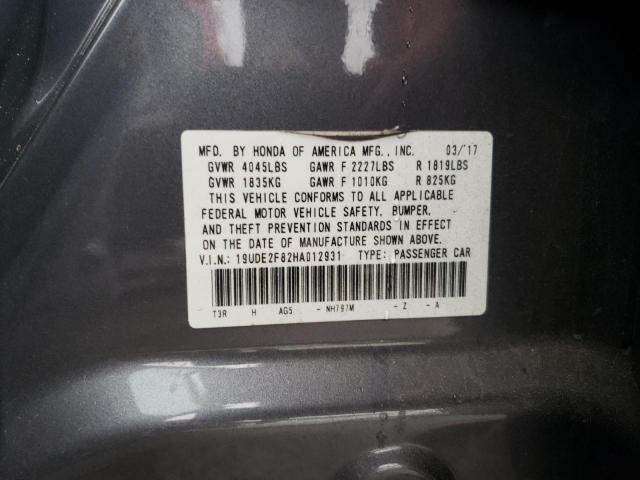 MFD. BY HONDA OF AMERICA MFG., INC. 03/'17
GVWR 4045LBS GAWR F 2227LBS R 1819LBS
GVWR 1835KG GAWR F 1010KG R 825KG
THIS VEHICLE CONFORMS TO ALL APPLICABLE
FEDERAL MOTOR VEHICLE SAFETY, BUMPER,
AND THEFT PREVENTION STANDARDS IN EFFECT
ON THE DATE OF MANUFACTURE SHOWN ABOVE.
V.I.N.: 19UDE2F82HA012931 TYPE: PASSENGER CAR
T3R H AG5 - NH797M - Z - A